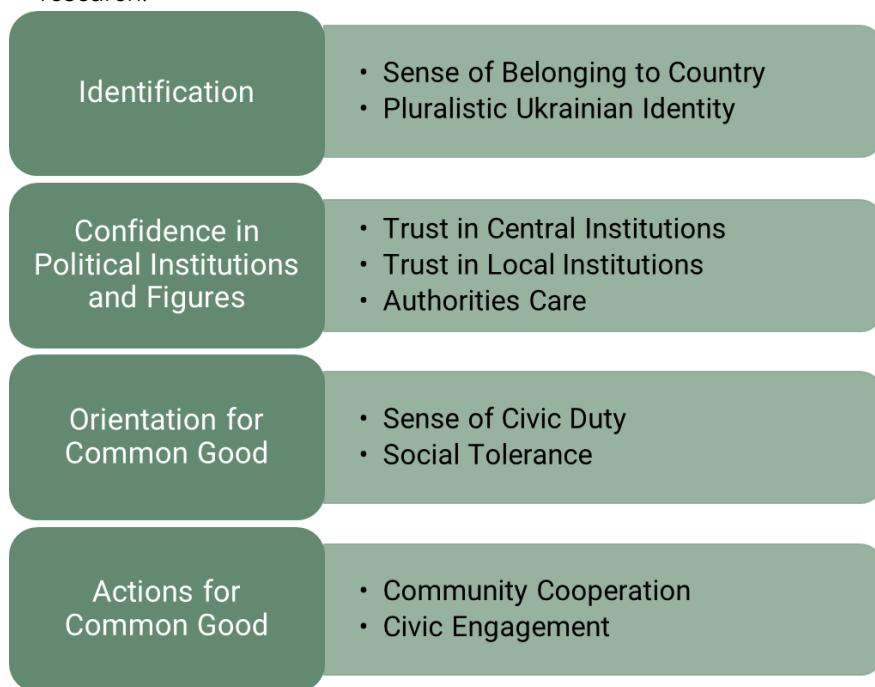 research.
Identification
• Sense of Belonging to Country
• Pluralistic Ukrainian Identity
Confidence in
Political Institutions
and Figures
• Trust in Central Institutions
• Trust in Local Institutions
• Authorities Care
Orientation for
Common Good
• Sense of Civic Duty
• Social Tolerance
Actions for
Common Good
• Community Cooperation
• Civic Engagement